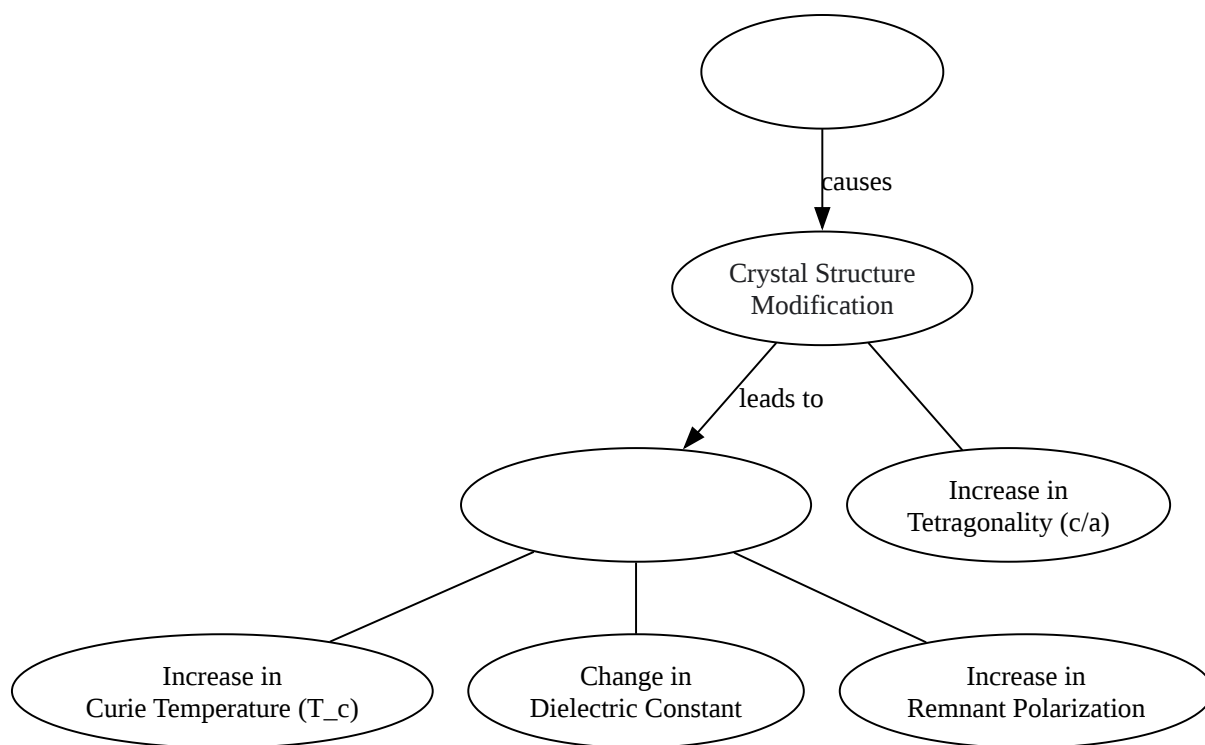 causes
Crystal Structure
Modification
leads to
Increase in
Tetragonality (c/a)
Increase in
Curie Temperature (T_c)
Change in
Dielectric Constant
Increase in
Remnant Polarization